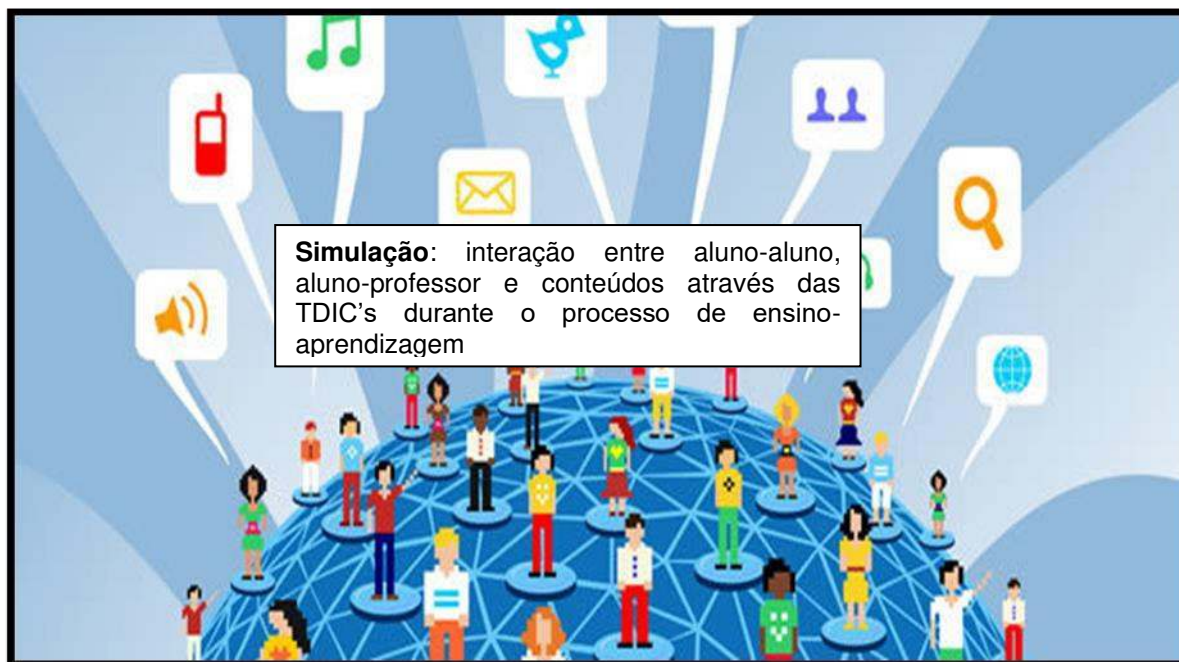 Simulação: interação entre aluno-aluno,
aluno-professor e conteúdos através das
TDIC's durante o processo de ensino-
aprendizagem